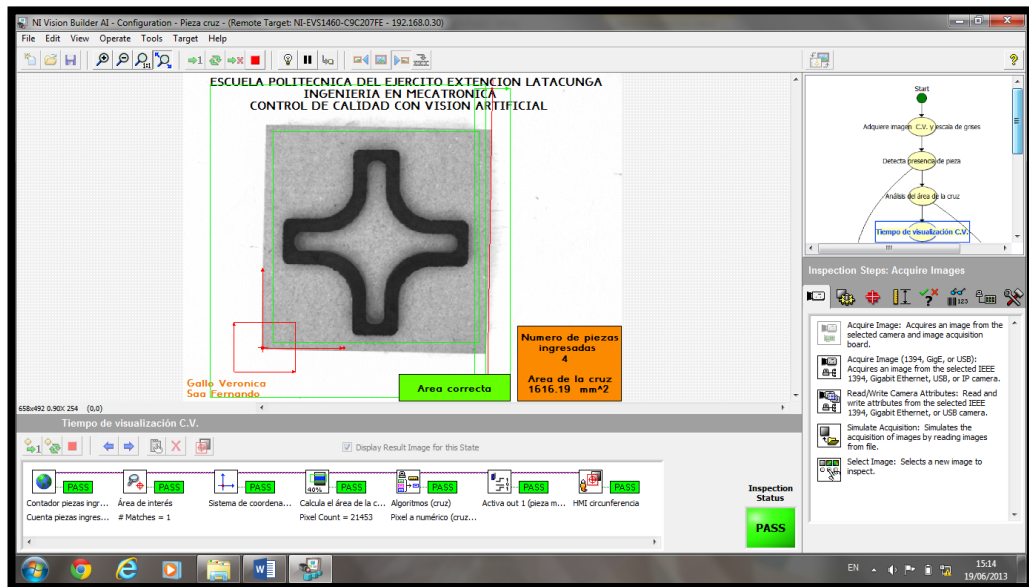 NI Vision Builder AI - Configuration - Pieza cruz - (Remote Target: NI-EVS1460-C9C207FE - 192.168.0.30)
File Edit View Operate Tools Target Help
ESCUELA POLITECNICA DEL EJERCITO EXTENCION LATACUNGA
INGENIERIA EN MECATRONICA
CONTROL DE CALIDAD CON VISION ARTIFICIAL
Numero de piezas
ingresadas
4
Area de la cruz
1616.19 mm^2
Area correcta
Gallo Veronica
Saa Fernando
658x492 0.90X 254 (0,0)
Start
Adquiere imagen C.V. y escala de grises
Detecta presencia de pieza
Análisis del área de la cruz
Tiempo de visualización C.V.
Inspection Steps: Acquire Images
Acquire Image: Acquires an image from the
selected camera and image acquisition
board.
Acquire Image (1394, GigE, or USB):
Acquires an image from the selected IEEE
1394, Gigabit Ethernet, USB, or IP camera.
Read/Write Camera Attributes: Read and
write attributes from the selected IEEE
1394, Gigabit Ethernet, or USB camera.
Simulate Acquisition: Simulates the
acquisition of images by reading images
from file.
Select Image: Selects a new image to
inspect.
Tiempo de visualización C.V.
Display Result Image for this State
PASS PASS PASS 40% PASS PASS PASS PASS
Contador piezas ingr... Área de interés Sistema de coordena... Calcula el área de la c... Algoritmos (cruz) Activa out 1 (pieza m... HMI circunferencia
Cuenta piezas ingres... # Matches = 1 Pixel Count = 21453 Pixel a numérico (cruz...
Inspection
Status
PASS
EN 15:14
19/06/2013